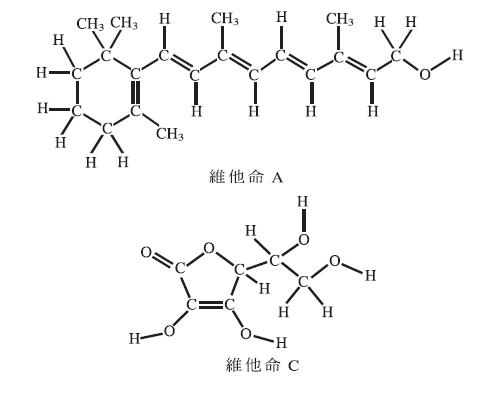 CH₃ CH₃ H CH₃ H CH₃ H H
H
C C C C C C H
H C C C C C C O
H C C H H H H
H C CH₃
H H
維他命 A
H
H O
O O
C C C O H
H C
C C H H
H O O H
維他命 C